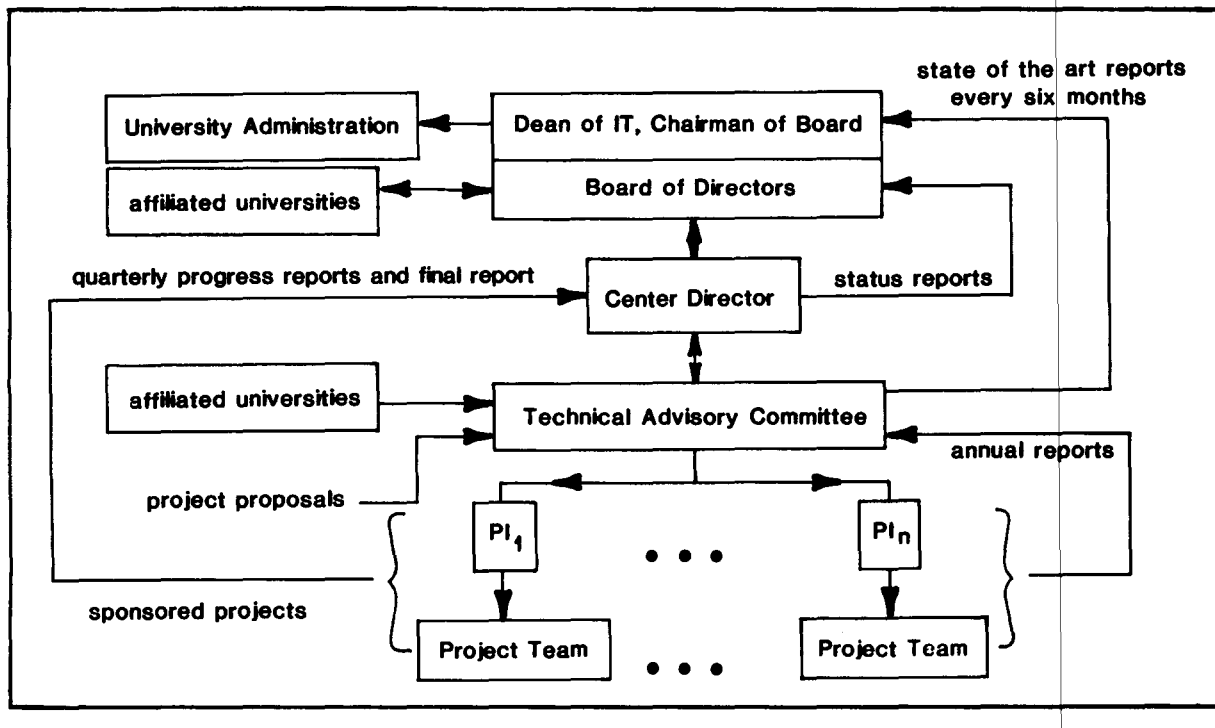 state of the art reports
every six months
University Administration
Dean of IT, Chairman of Board
affiliated universities
Board of Directors
quarterly progress reports and final report
Center Director
status reports
affiliated universities
Technical Advisory Committee
annual reports
project proposals
PI1
• • •
PIn
sponsored projects
Project Team
• • •
Project Team